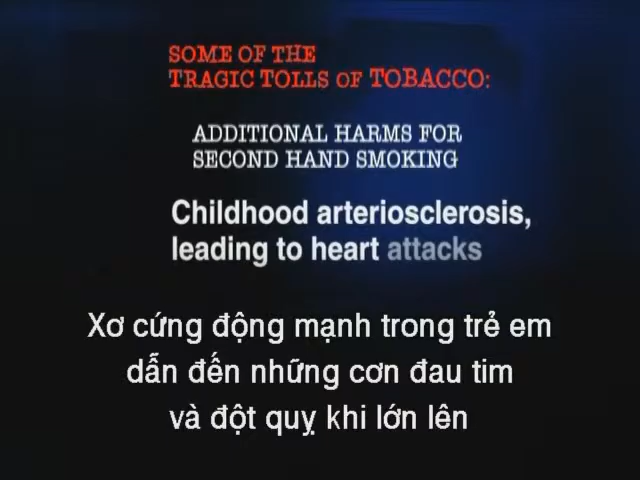 SOME OF THE
TRAGIC TOLLS OF TOBACCO:
ADDITIONAL HARMS FOR
SECOND HAND SMOKING
Childhood arteriosclerosis,
leading to heart attacks
Xơ cứng động mạnh trong trẻ em
dẫn đến những cơn đau tim
và đột quỵ khi lớn lên